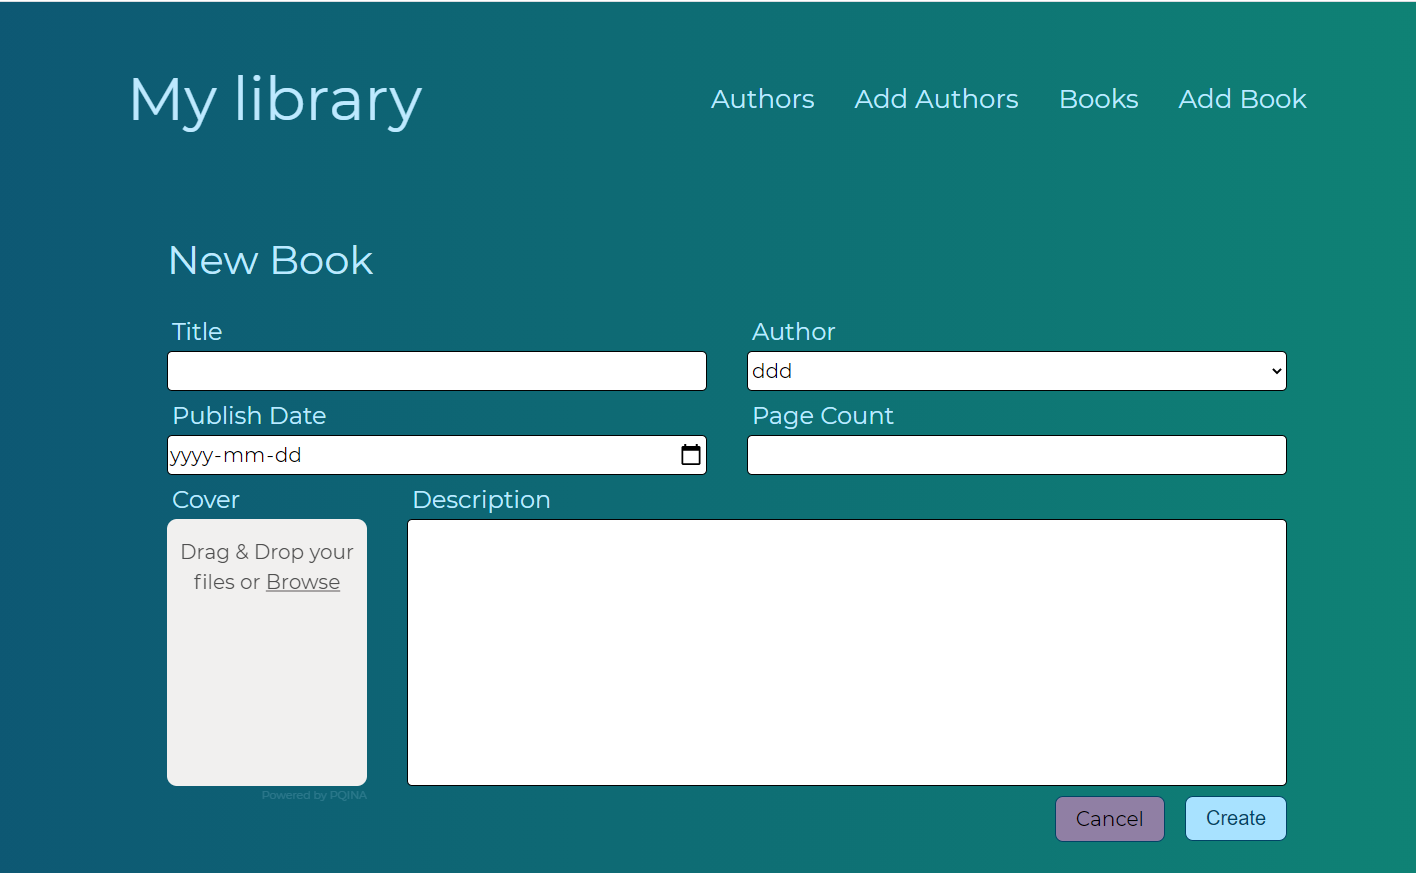 My library
Authors Add Authors Books Add Book
New Book
Title
Author
ddd
Publish Date
Page Count
yyyy-mm-dd
Cover
Description
Drag & Drop your
files or Browse
Powered by PQINA
Cancel
Create